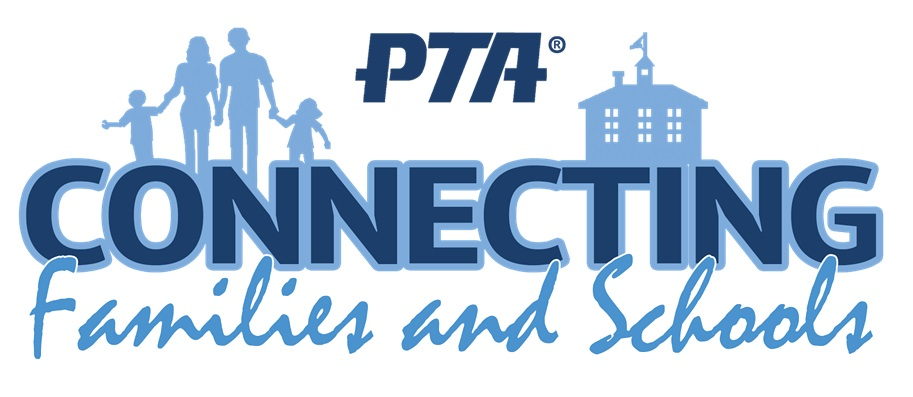 PTA®
CONNECTING
Families and Schools